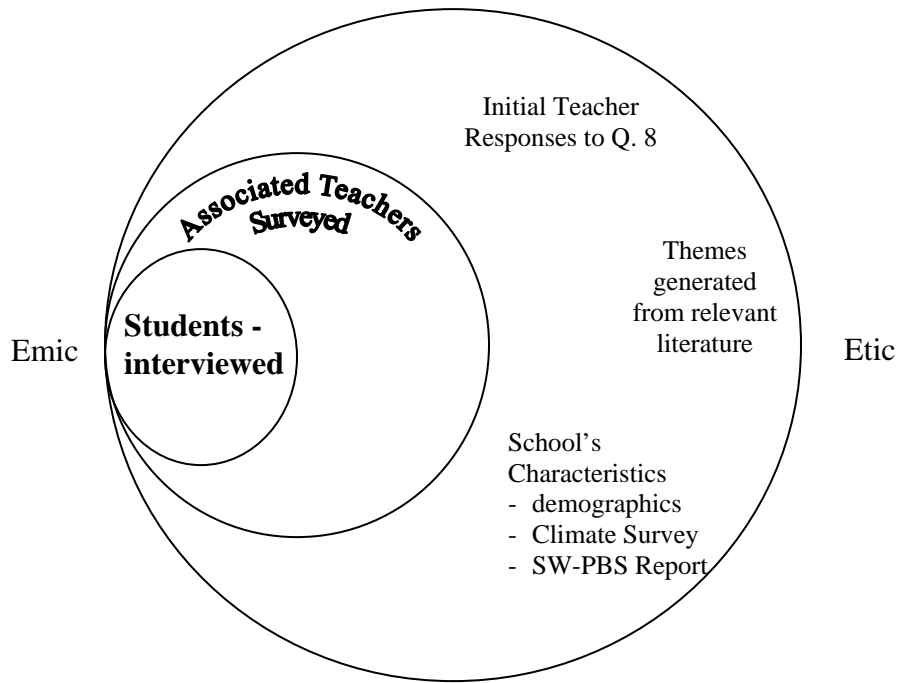 Initial Teacher
Responses to Q. 8
Associated Teachers
Surveyed
Themes
generated
from relevant
literature
Students -
interviewed
Emic
Etic
School's
Characteristics
- demographics
- Climate Survey
- SW-PBS Report